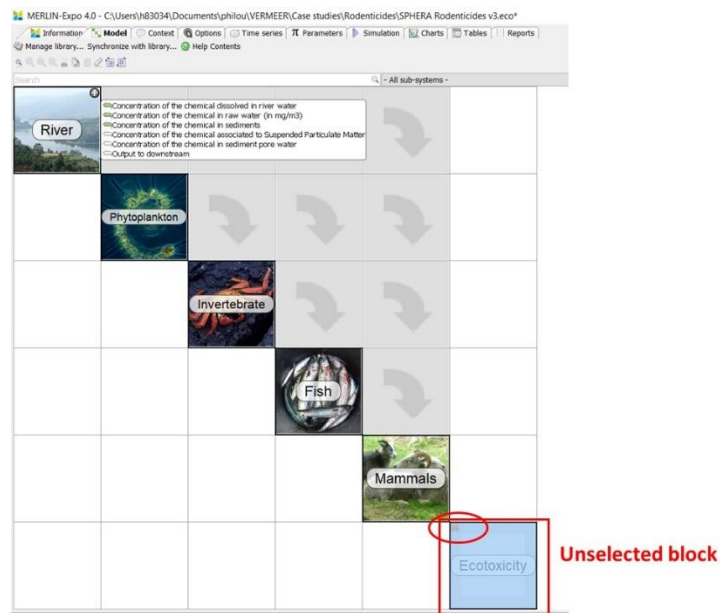 MERLIN-Expo 4.0 - C:\Users\h83034\Documents\philou\VERMEER\Case studies\Rodenticides\SPHERA Rodenticides v3.eco*
Information Model Context Options Time series Parameters Simulation Charts Tables Reports
Manage library... Synchronize with library... Help Contents
Search - All sub-systems -
River
Concentration of the chemical dissolved in river water
Concentration of the chemical in raw water (in mg/m3)
Concentration of the chemical in sediments
Concentration of the chemical associated to Suspended Particulate Matter
Concentration of the chemical in sediment pore water
Output to downstream
Phytoplankton
Invertebrate
Fish
Mammals
Ecotoxicity
Unselected block